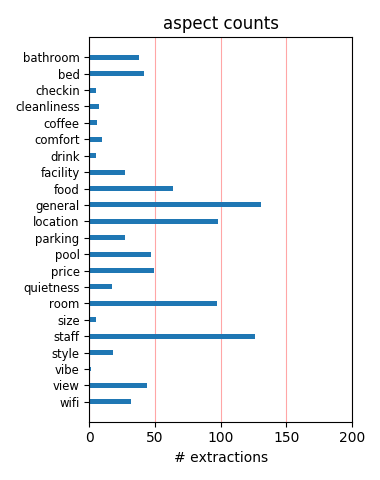 aspect counts
bathroom
bed
checkin
cleanliness
coffee
comfort
drink
facility
food
general
location
parking
pool
price
quietness
room
size
staff
style
vibe
view
wifi
0 50 100 150 200
# extractions